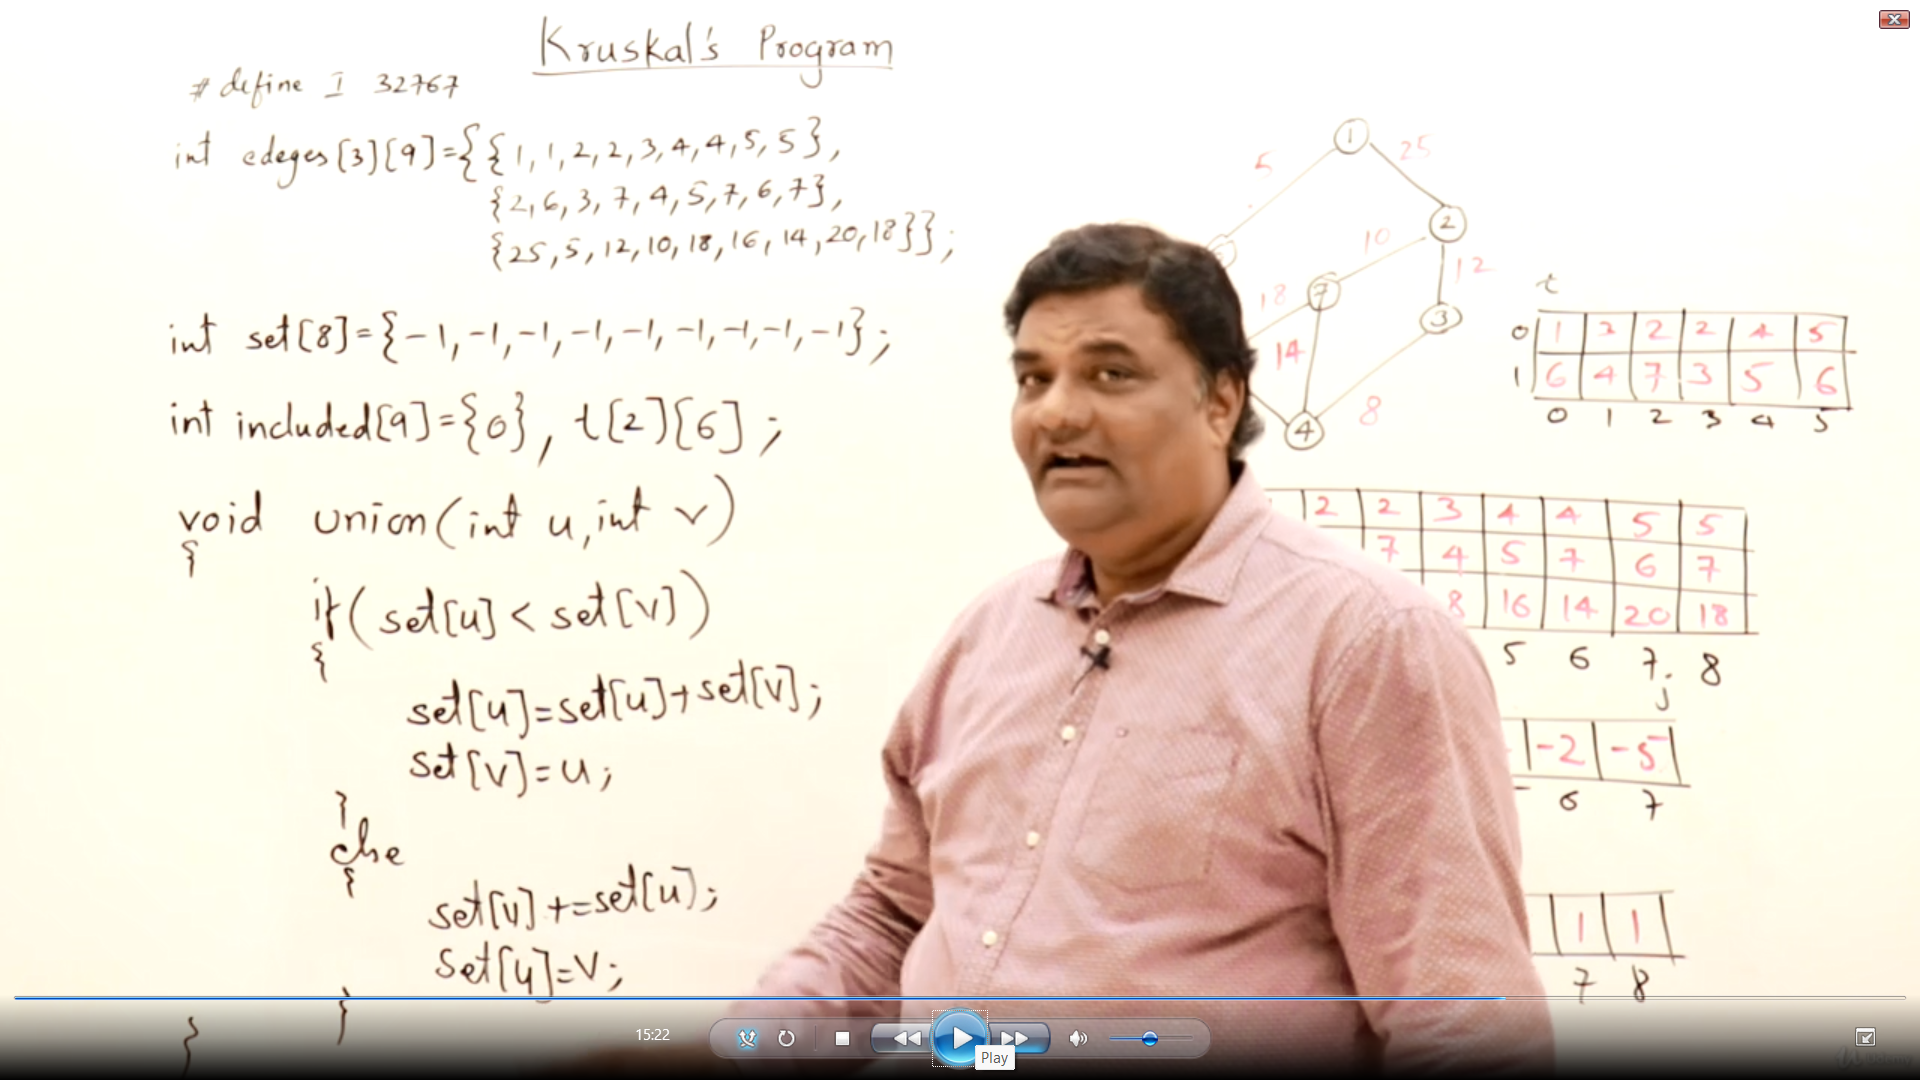 Kruskal's Program
# define I 32767
int edeges[3][9]={{1,1,2,2,3,4,4,5,5},
{2,6,3,7,4,5,7,6,7},
{25,5,12,10,18,16,14,20,18}};
int set[8]={-1,-1,-1,-1,-1,-1,-1,-1,-1};
int included[9]={0}, t[2][6];
void union(int u,int v)
{
if(set[u]<set[v])
{
set[u]=set[u]+set[v];
set[v]=u;
}
else
{
set[v]+=set[u];
set[u]=v;
}
}
1
5
25
2
10
12
18
7
3
14
8
4
t
0 1 3 2 2 4 5
1 6 4 7 3 5 6
0 1 2 3 4 5
2 2 3 4 4 5 5
7 4 5 7 6 7
8 16 14 20 18
5 6 7 8
j
-2 -5
6 7
1 1
7 8
15:22
Play